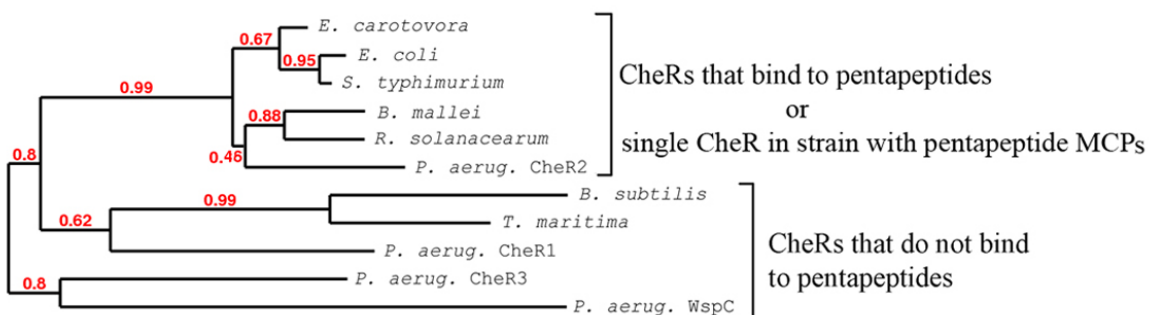 E. carotovora
0.67
0.95 E. coli
S. typhimurium
CheRs that bind to pentapeptides
or
single CheR in strain with pentapeptide MCPs
0.99
0.88 B. mallei
R. solanacearum
0.46
P. aerug. CheR2
0.8
B. subtilis
0.99
T. maritima
0.62
P. aerug. CheR1
CheRs that do not bind
to pentapeptides
P. aerug. CheR3
0.8
P. aerug. WspC